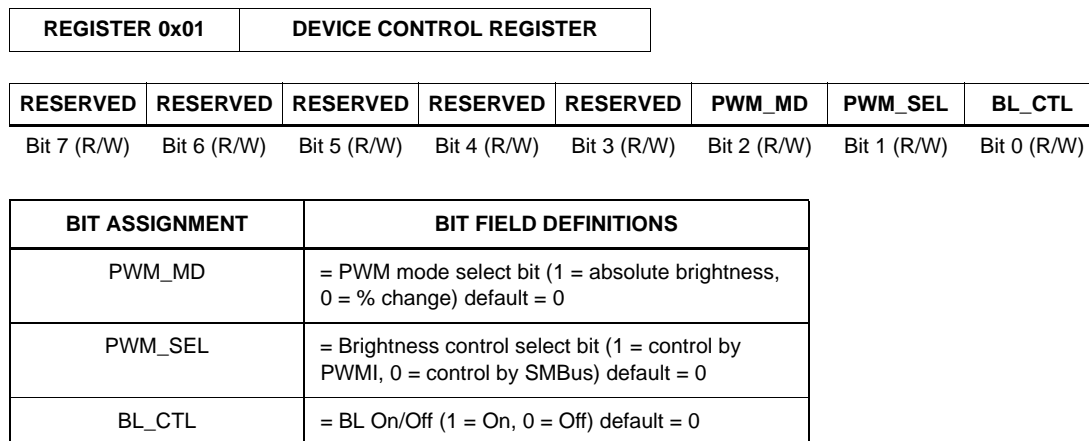 REGISTER 0x01 DEVICE CONTROL REGISTER
RESERVED RESERVED RESERVED RESERVED RESERVED PWM_MD PWM_SEL BL_CTL
Bit 7 (R/W) Bit 6 (R/W) Bit 5 (R/W) Bit 4 (R/W) Bit 3 (R/W) Bit 2 (R/W) Bit 1 (R/W) Bit 0 (R/W)
BIT ASSIGNMENT BIT FIELD DEFINITIONS
PWM_MD = PWM mode select bit (1 = absolute brightness,
0 = % change) default = 0
PWM_SEL = Brightness control select bit (1 = control by
PWMI, 0 = control by SMBus) default = 0
BL_CTL = BL On/Off (1 = On, 0 = Off) default = 0